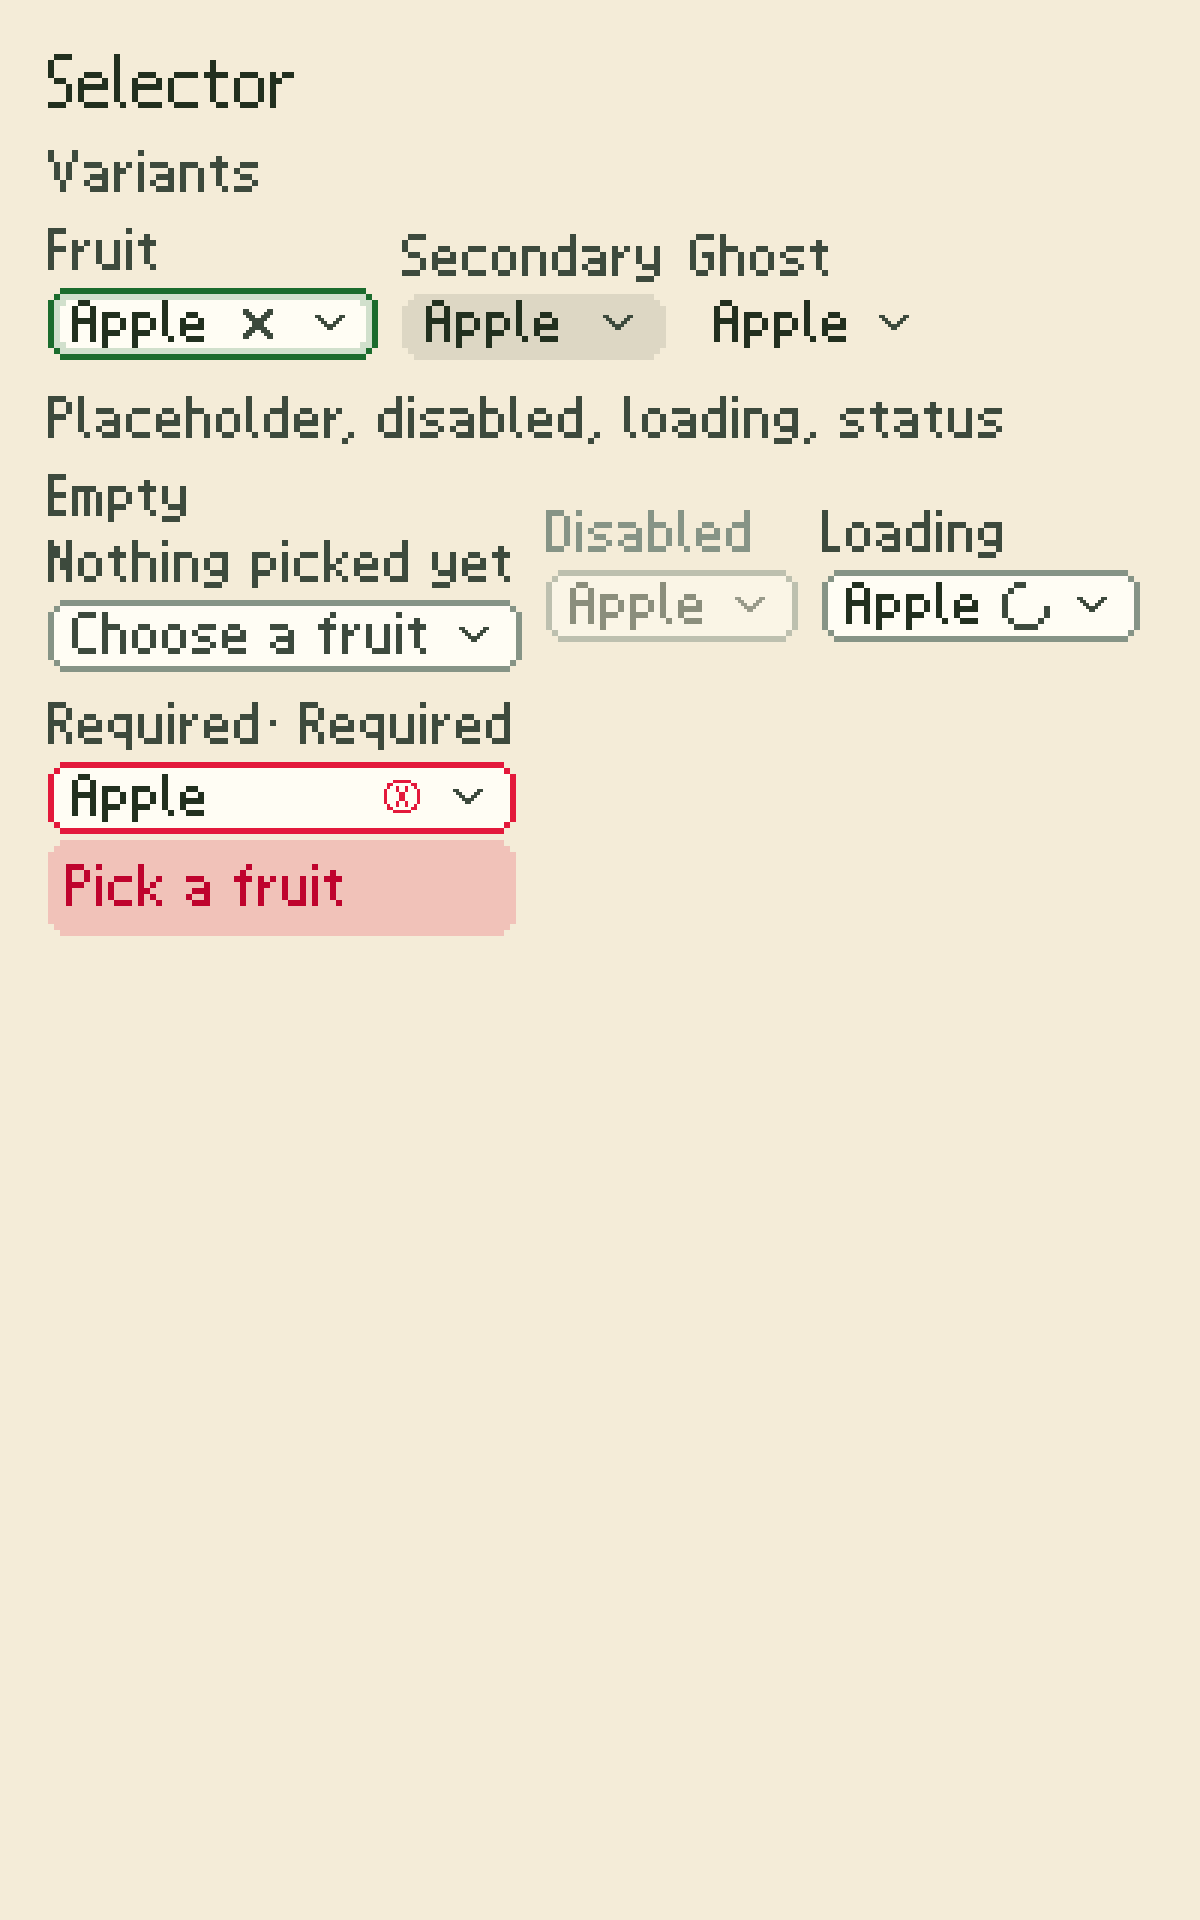 Selector
Variants
Fruit
Apple
Secondary
Apple
Ghost
Apple
Placeholder, disabled, loading, status
Empty
Nothing picked yet
Choose a fruit
Disabled
Apple
Loading
Apple
Required· Required
Apple
Pick a fruit